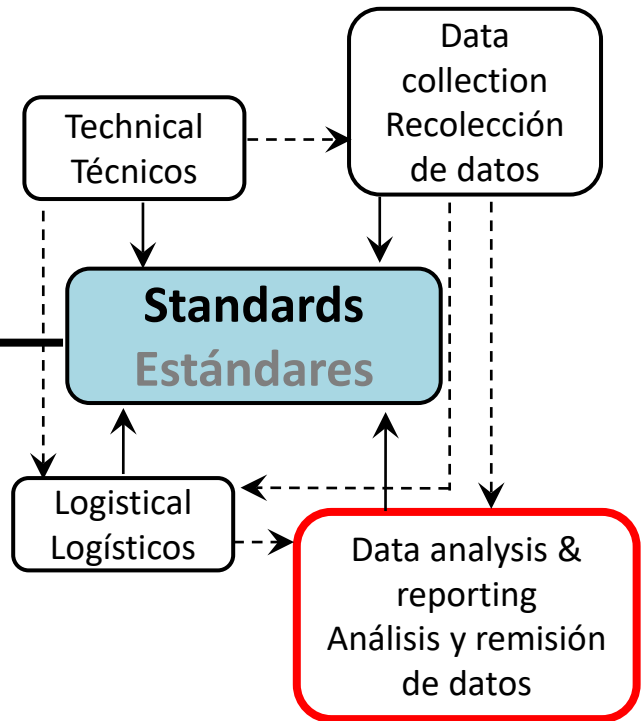 Data
collection
Recolección
de datos
Technical
Técnicos
Standards
Estándares
Logistical
Logísticos
Data analysis &
reporting
Análisis y remisión
de datos